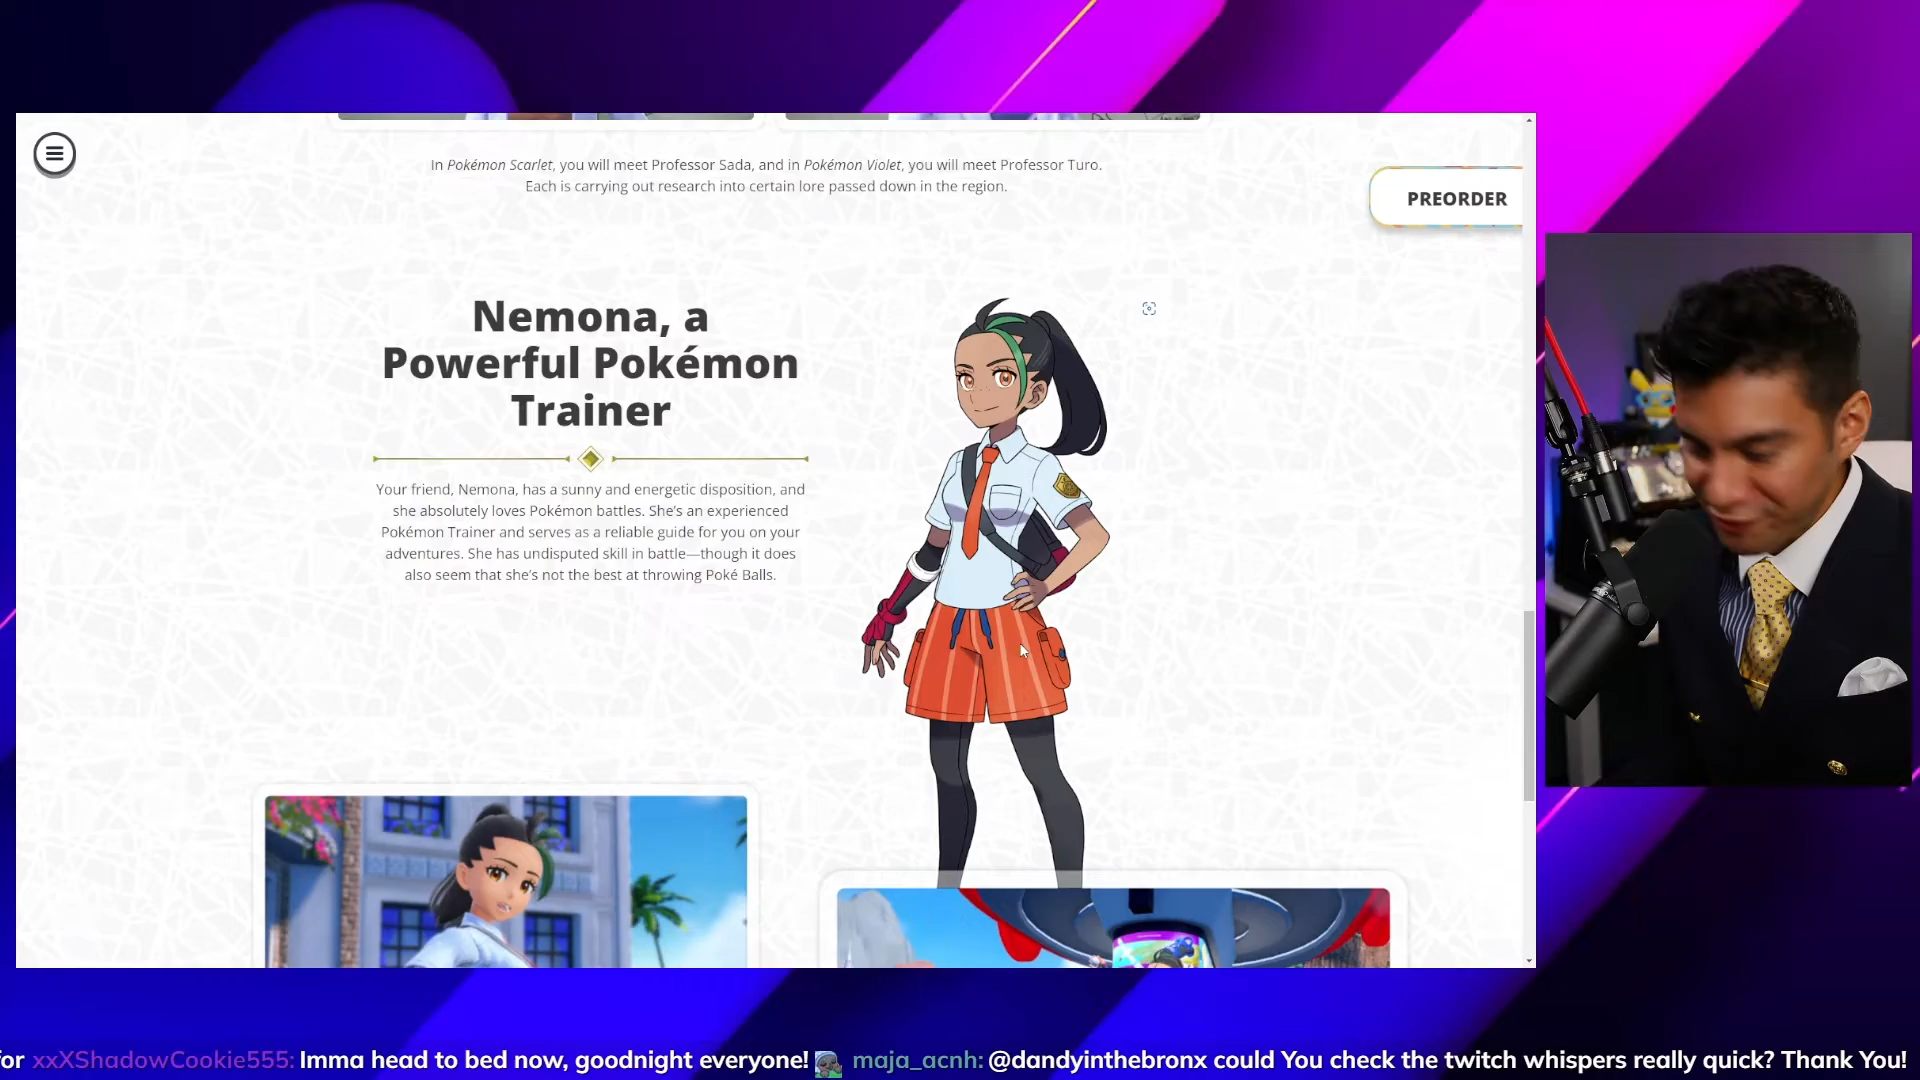 In Pokémon Scarlet, you will meet Professor Sada, and in Pokémon Violet, you will meet Professor Turo.
Each is carrying out research into certain lore passed down in the region.
PREORDER
Nemona, a
Powerful Pokémon
Trainer
Your friend, Nemona, has a sunny and energetic disposition, and
she absolutely loves Pokémon battles. She’s an experienced
Pokémon Trainer and serves as a reliable guide for you on your
adventures. She has undisputed skill in battle—though it does
also seem that she’s not the best at throwing Poké Balls.
for xxXShadowCookie555: Imma head to bed now, goodnight everyone! maja_acnh: @dandyinthebronx could You check the twitch whispers really quick? Thank You!